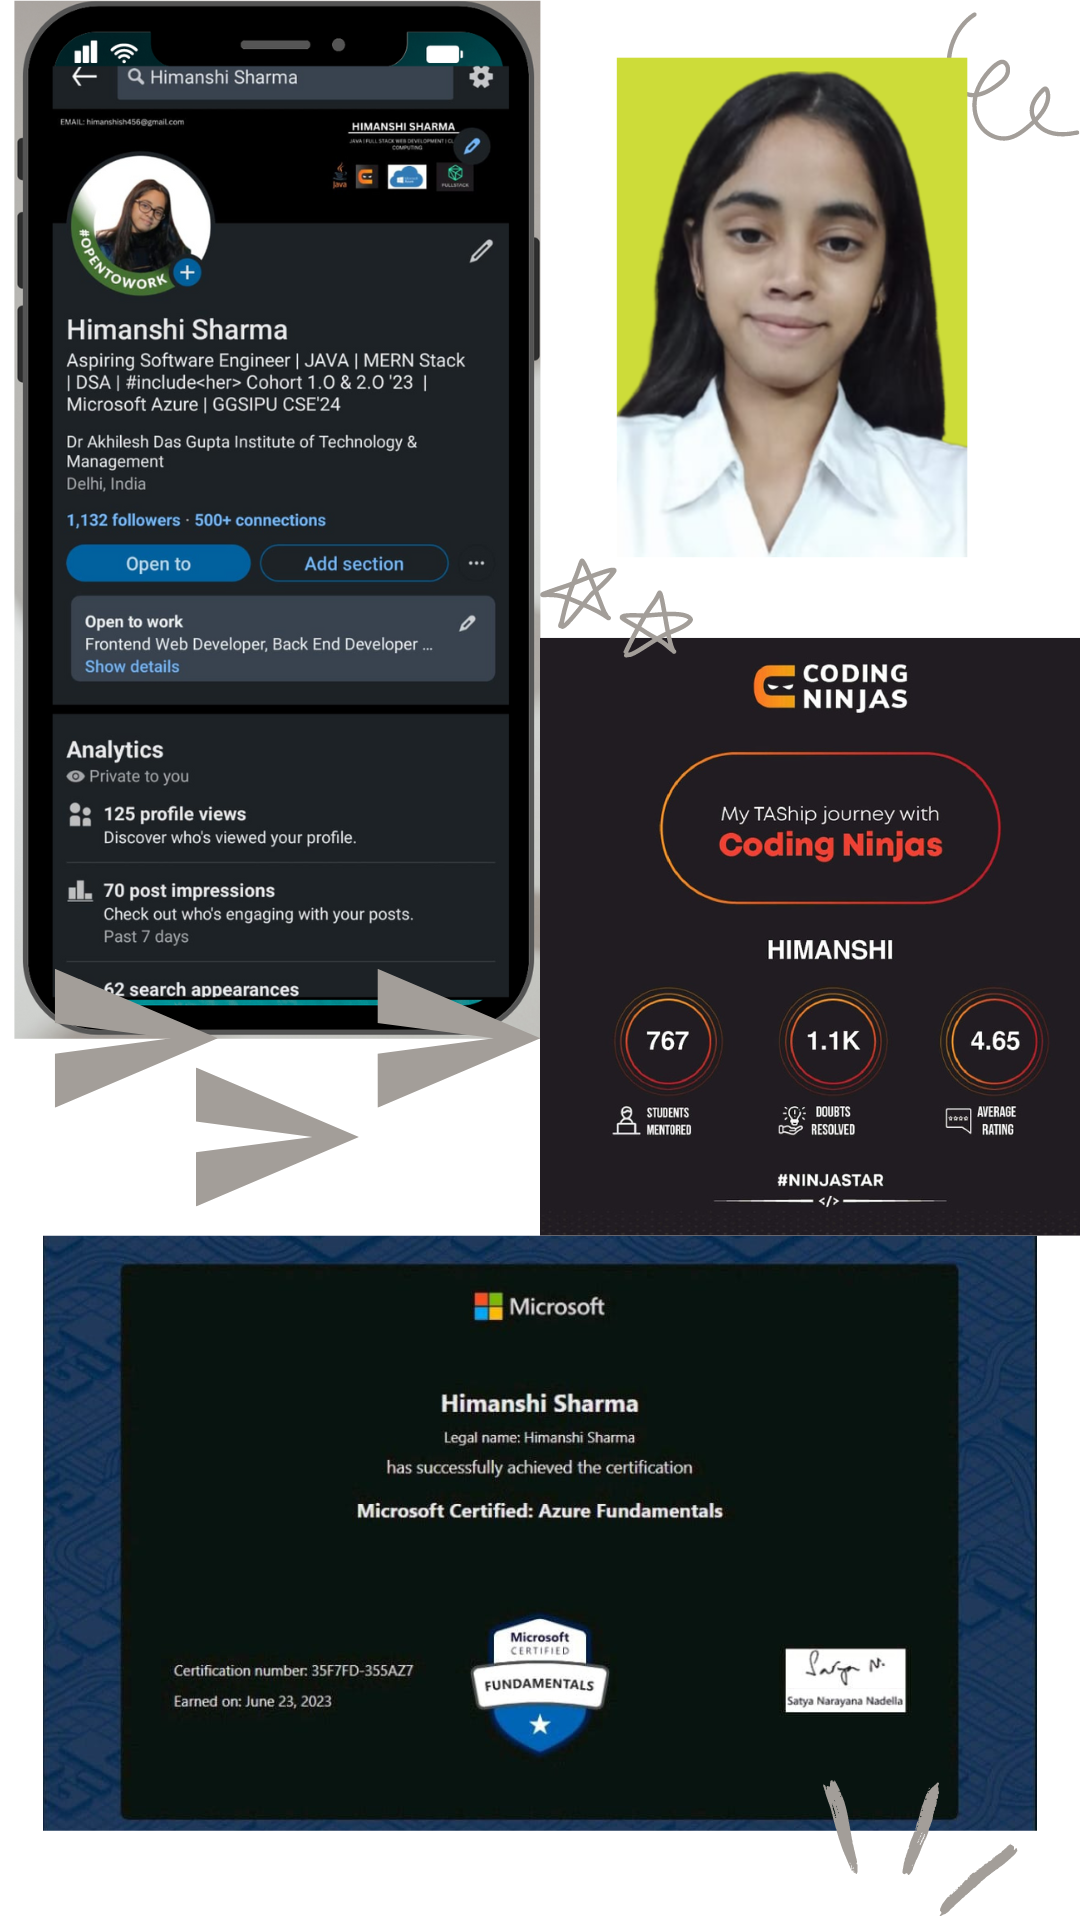 Himanshi Sharma
EMAIL: himanshish456@gmail.com
HIMANSHI SHARMA
JAVA | FULL STACK WEB DEVELOPMENT | CL
COMPUTING
Java
FULLSTACK
#OPENTOWORK
Himanshi Sharma
Aspiring Software Engineer | JAVA | MERN Stack
| DSA | #include<her> Cohort 1.O & 2.O '23 |
Microsoft Azure | GGSIPU CSE'24
Dr Akhilesh Das Gupta Institute of Technology &
Management
Delhi, India
1,132 followers · 500+ connections
Open to
Add section
Open to work
Frontend Web Developer, Back End Developer ...
Show details
Analytics
Private to you
125 profile views
Discover who's viewed your profile.
70 post impressions
Check out who's engaging with your posts.
Past 7 days
62 search appearances
CODING
NINJAS
My TAShip journey with
Coding Ninjas
HIMANSHI
767
1.1K
4.65
STUDENTS
MENTORED
DOUBTS
RESOLVED
AVERAGE
RATING
#NINJASTAR
</>
Microsoft
Himanshi Sharma
Legal name: Himanshi Sharma
has successfully achieved the certification
Microsoft Certified: Azure Fundamentals
Certification number: 35F7FD-355AZ7
Earned on: June 23, 2023
Microsoft
CERTIFIED
FUNDAMENTALS
Satya N.
Satya Narayana Nadella